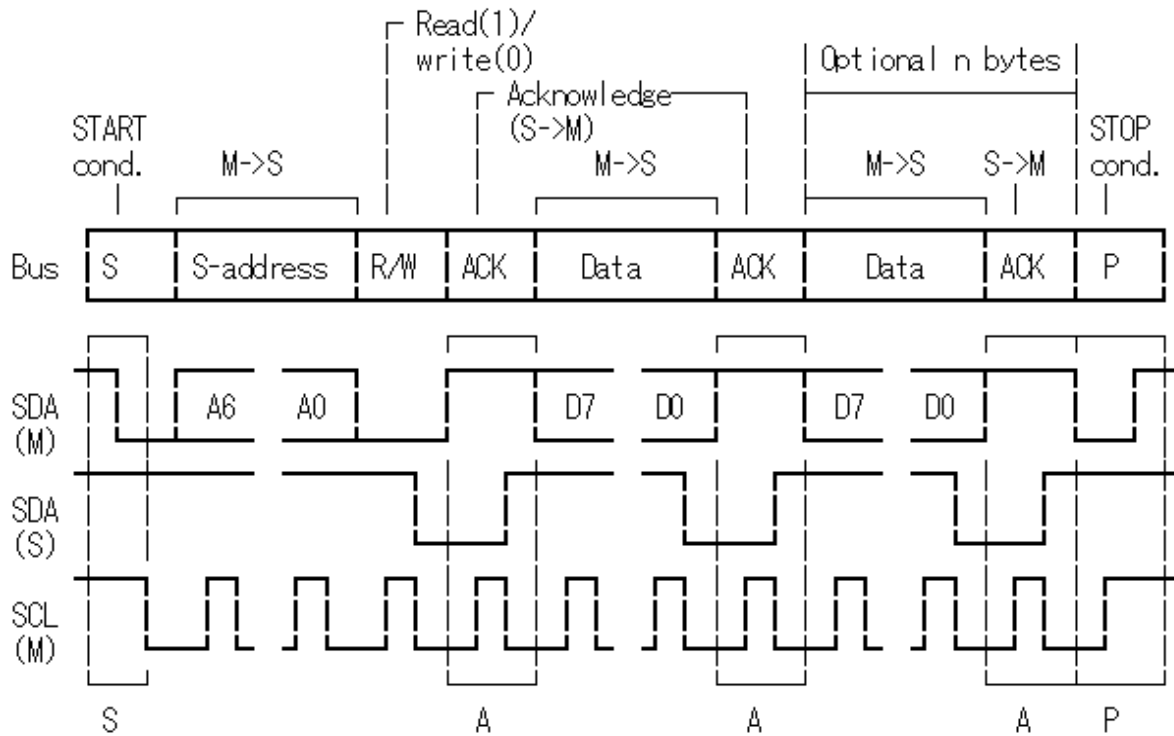 Read(1)/
write(0)
Optional n bytes
Acknowledge
(S->M)
START
cond.
STOP
cond.
M->S
M->S
M->S
S->M
Bus
S
S-address
R/W
ACK
Data
ACK
Data
ACK
P
SDA
(M)
A6
A0
D7
D0
D7
D0
SDA
(S)
SCL
(M)
S
A
A
A
P